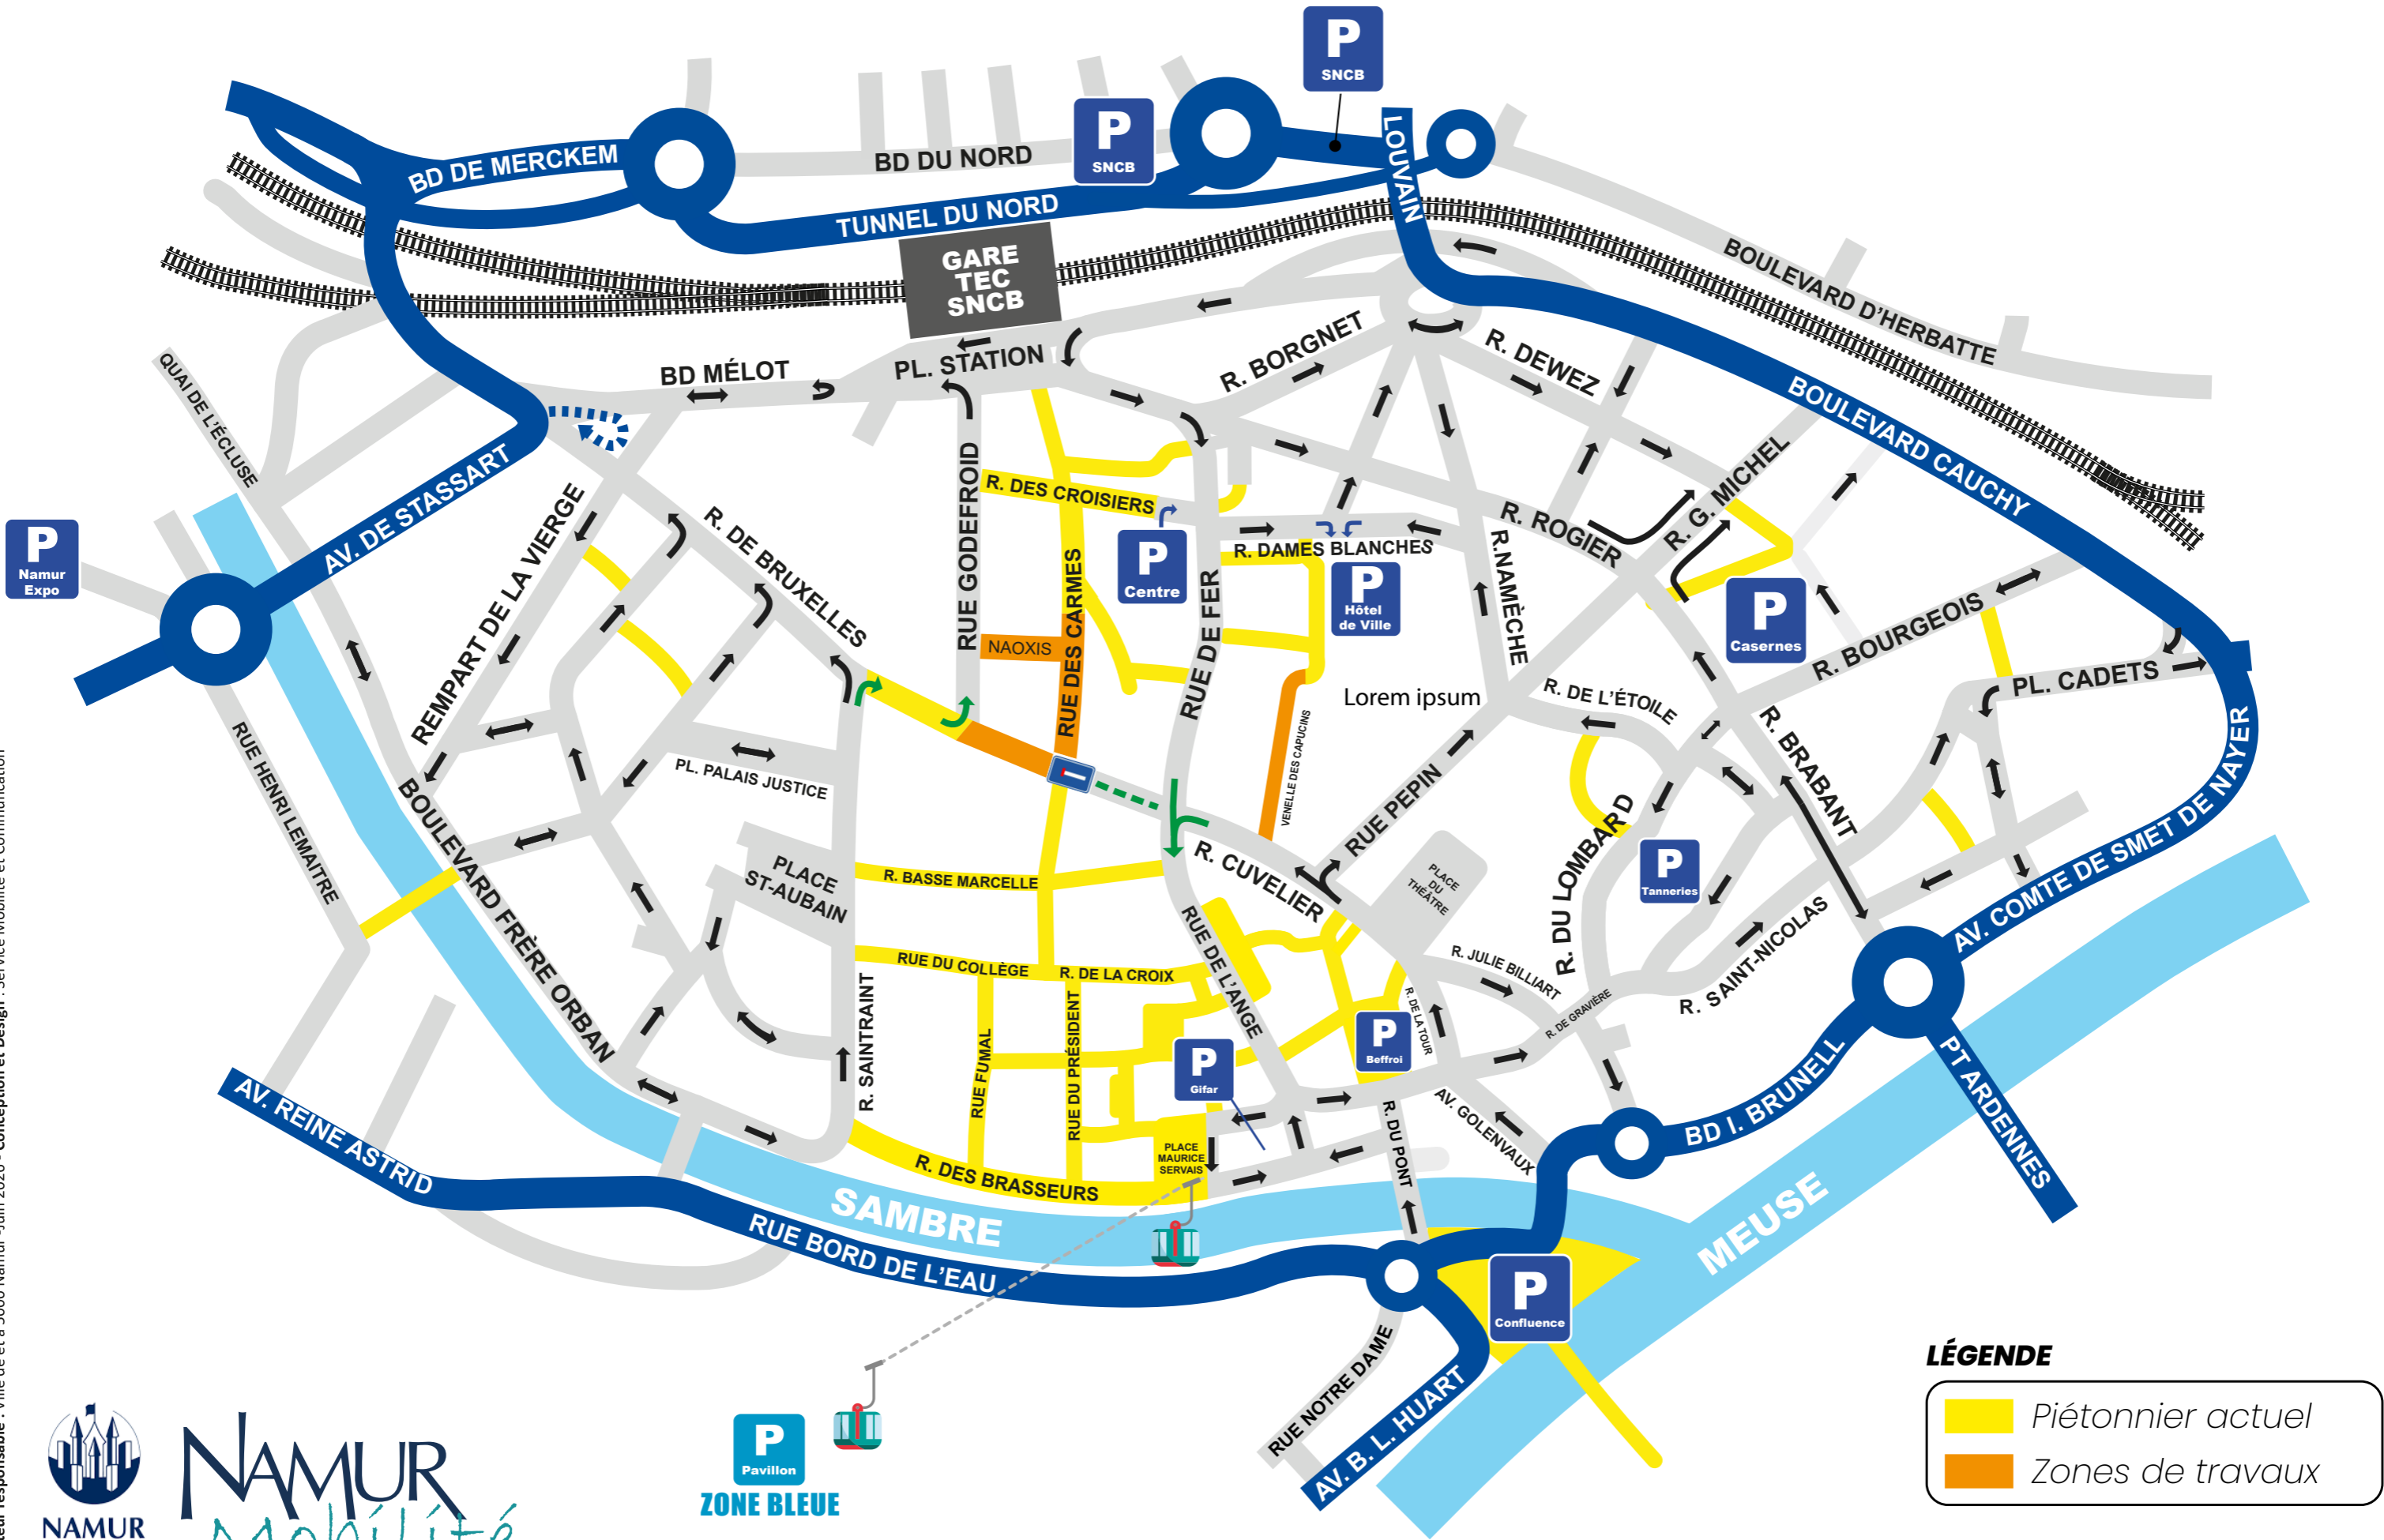 P
SNCB
P
SNCB
LOUVAIN
BD DE MERCKEM
BD DU NORD
TUNNEL DU NORD
GARE
TEC
SNCB
BOULEVARD D'HERBATTE
QUAI DE L'ÉCLUSE
BD MÉLOT
PL. STATION
R. BORGNET
R. DEWEZ
BOULEVARD CAUCHY
AV. DE STASSART
P
Namur
Expo
REMPART DE LA VIERGE
R. DE BRUXELLES
RUE GODEFROID
R. DES CROISIERS
RUE DES CARMES
NAOXIS
P
Centre
RUE DE FER
R. DAMES BLANCHES
P
Hôtel
de Ville
R.NAMÈCHE
R. ROGIER
R. G. MICHEL
P
Casernes
R. BOURGEOIS
PL. CADETS
Lorem ipsum
R. DE L'ÉTOILE
VENELLE DES CAPUCINS
R. BRABANT
RUE HENRI LEMAITRE
BOULEVARD FRÈRE ORBAN
PL. PALAIS JUSTICE
PLACE
ST-AUBAIN
R. BASSE MARCELLE
R. CUVELIER
RUE PEPIN
PLACE
DU
THÉÂTRE
R. DU LOMBARD
P
Tanneries
AV. COMTE DE SMET DE NAYER
RUE DU COLLÈGE
R. DE LA CROIX
RUE DE L'ANGE
R. SAINTRAINT
RUE FUMAL
RUE DU PRÉSIDENT
R. JULIE BILLIART
R. DE GRAVIÈRE
R. SAINT-NICOLAS
R. DE LA TOUR
P
Beffroi
P
Gifar
R. DU PONT
AV. GOLENVAUX
BD I. BRUNELL
PT ARDENNES
PLACE
MAURICE
SERVAIS
R. DES BRASSEURS
AV. REINE ASTRID
SAMBRE
RUE BORD DE L'EAU
MEUSE
P
Confluence
RUE NOTRE DAME
AV. B. L. HUART
P
Pavillon
ZONE BLEUE
LÉGENDE
Piétonnier actuel
Zones de travaux
NAMUR
NAMUR
Mobilité